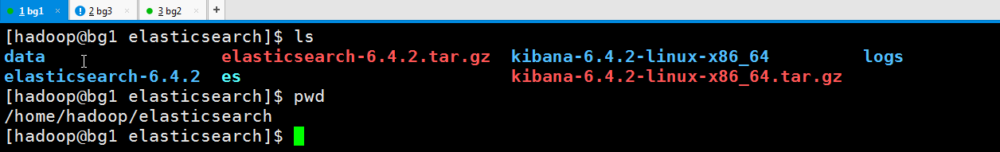 1 bg1 × 2 bg3 × 3 bg2 × +
[hadoop@bg1 elasticsearch]$ ls
data elasticsearch-6.4.2.tar.gz kibana-6.4.2-linux-x86_64 logs
elasticsearch-6.4.2 es kibana-6.4.2-linux-x86_64.tar.gz
[hadoop@bg1 elasticsearch]$ pwd
/home/hadoop/elasticsearch
[hadoop@bg1 elasticsearch]$